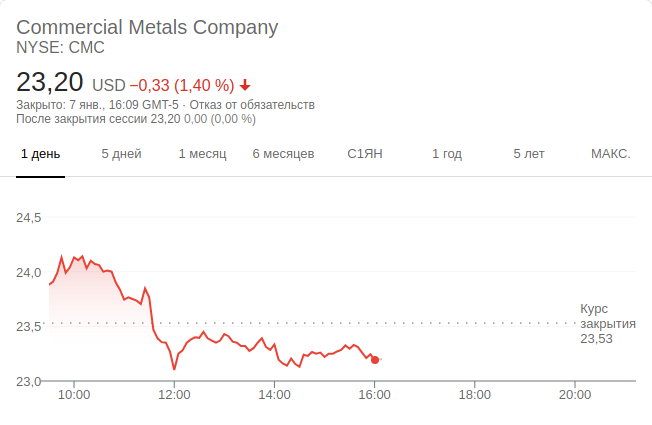 Commercial Metals Company
NYSE: CMC
23,20 USD −0,33 (1,40 %)
Закрыто: 7 янв., 16:09 GMT-5 · Отказ от обязательств
После закрытия сессии 23,20 0,00 (0,00 %)
1 день 5 дней 1 месяц 6 месяцев С1ЯН 1 год 5 лет МАКС.
24,5
24,0
23,5
23,0
Курс
закрытия
23,53
10:00 12:00 14:00 16:00 18:00 20:00